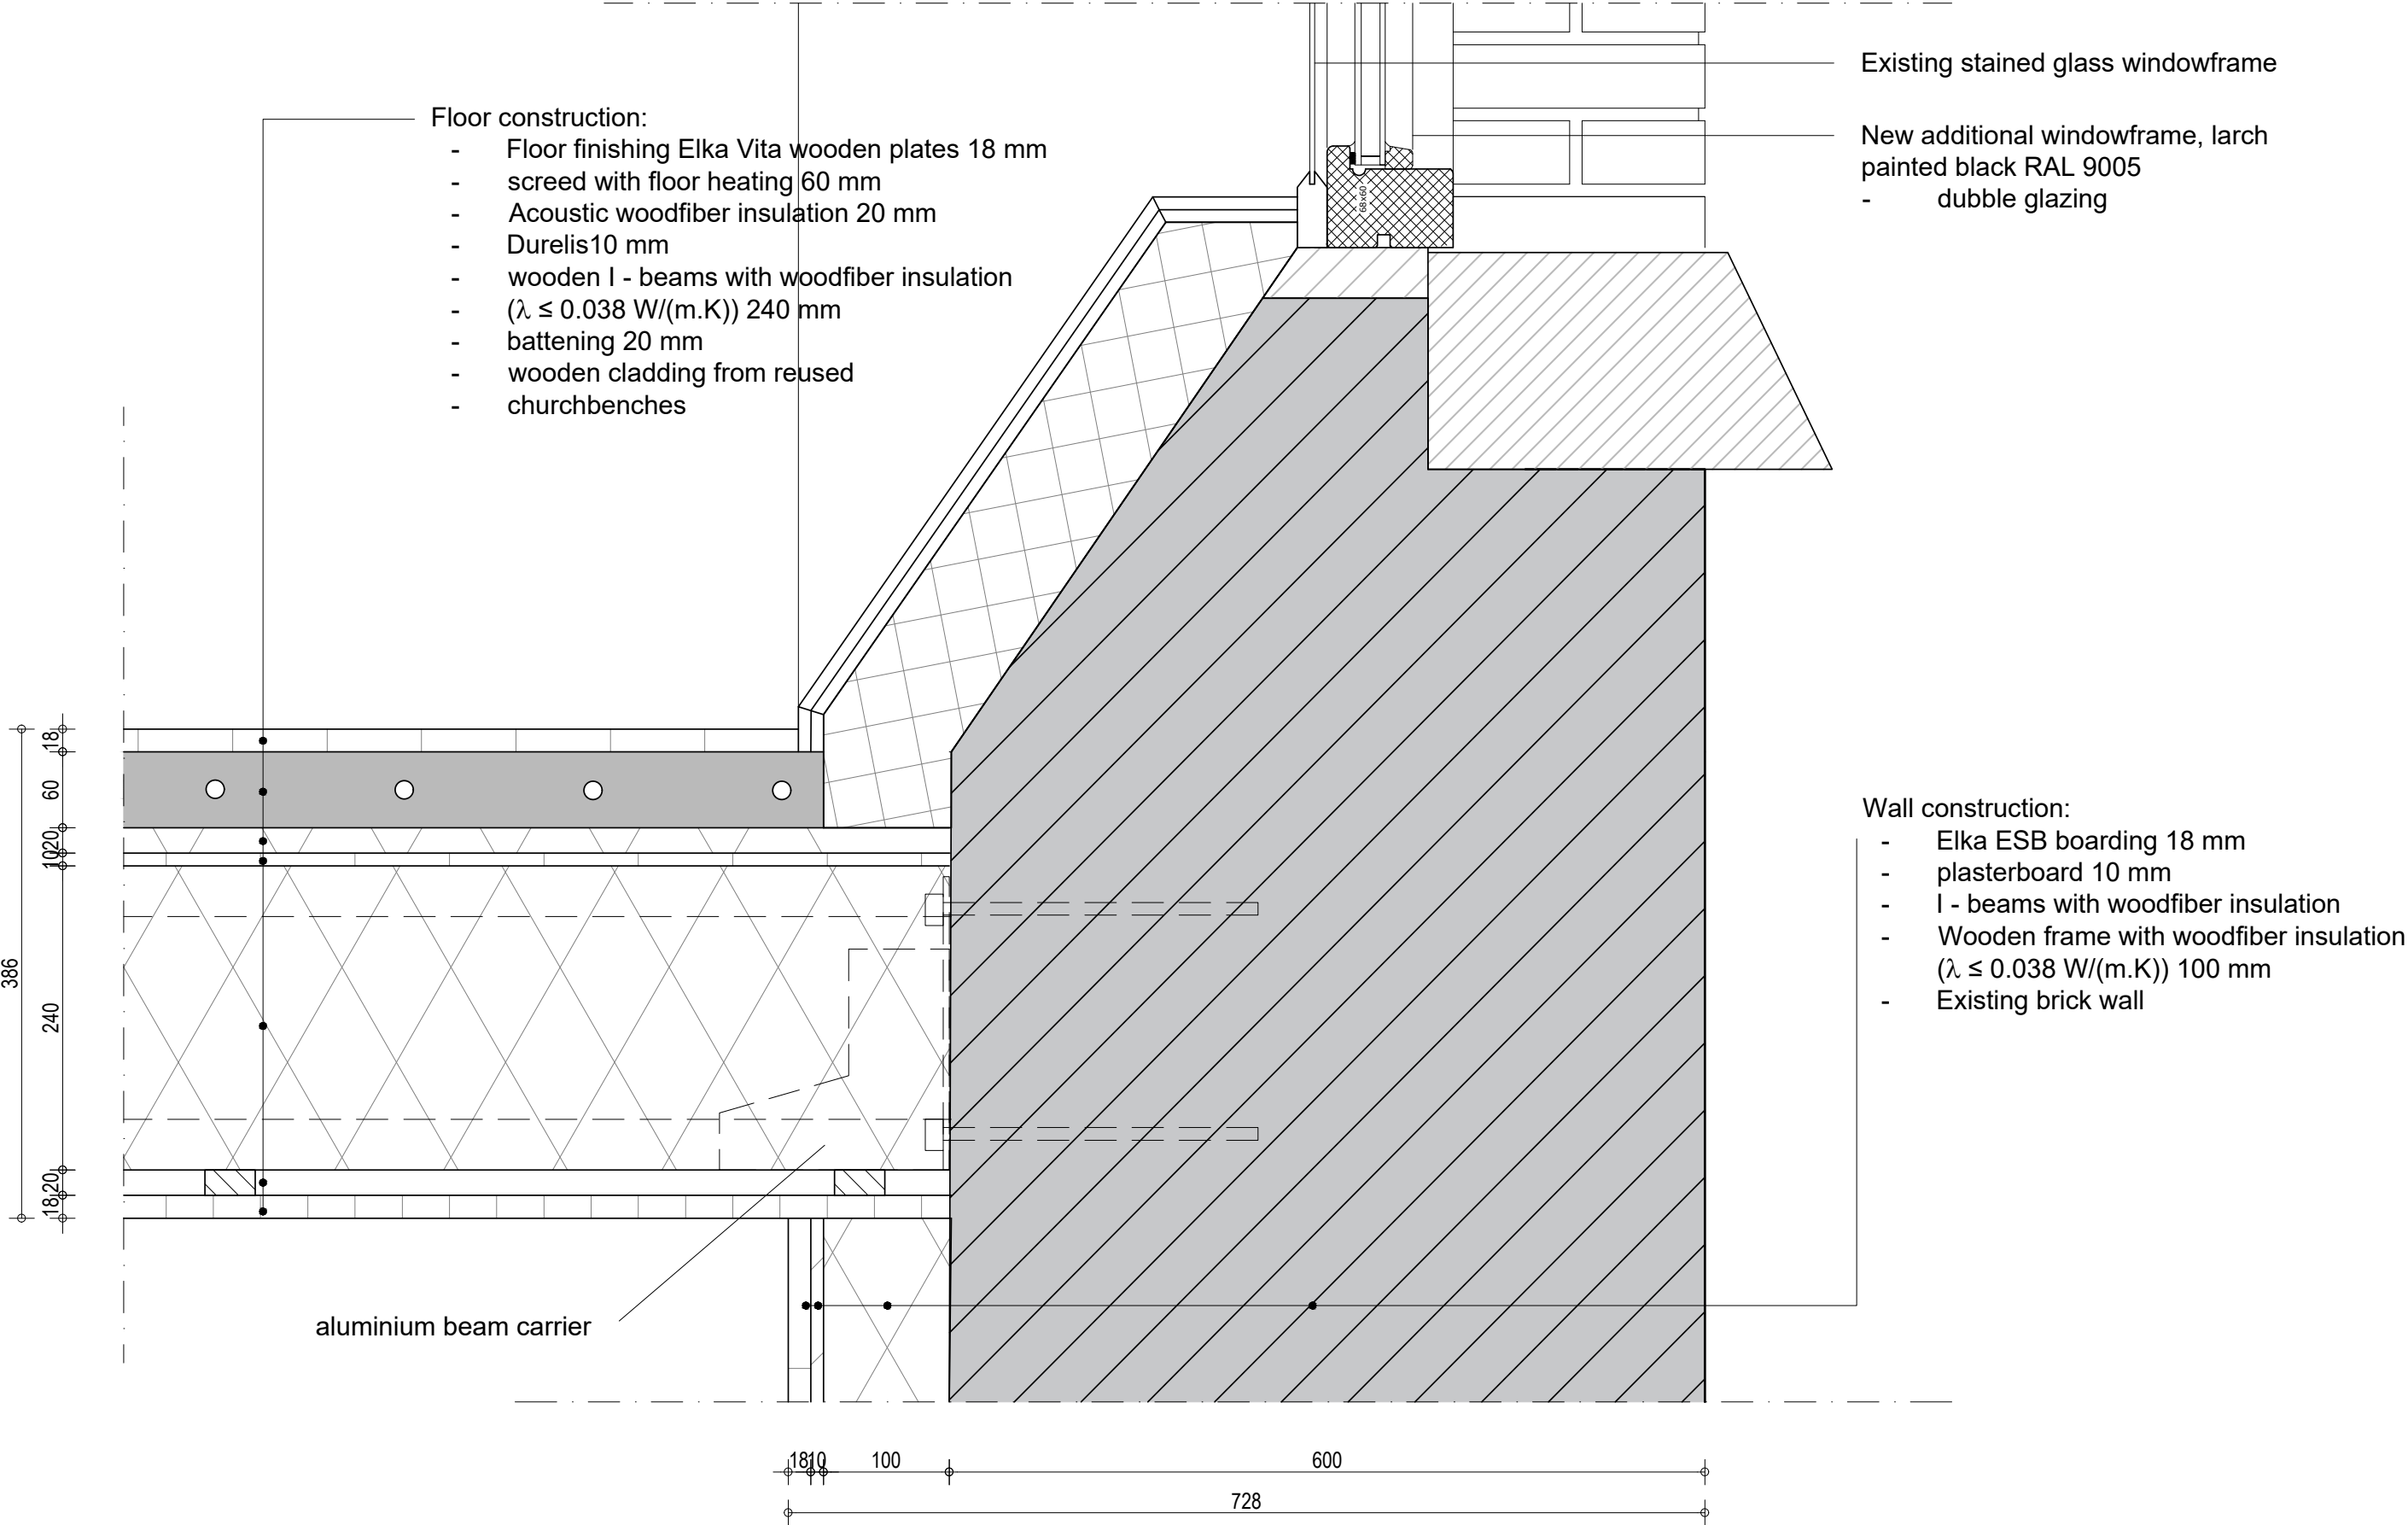 Existing stained glass windowframe
New additional windowframe, larch
painted black RAL 9005
- dubble glazing
68x60
Floor construction:
- Floor finishing Elka Vita wooden plates 18 mm
- screed with floor heating 60 mm
- Acoustic woodfiber insulation 20 mm
- Durelis10 mm
- wooden I - beams with woodfiber insulation
- (λ ≤ 0.038 W/(m.K)) 240 mm
- battening 20 mm
- wooden cladding from reused
- churchbenches
18
60
20
10
240
20
18
386
Wall construction:
- Elka ESB boarding 18 mm
- plasterboard 10 mm
- I - beams with woodfiber insulation
- Wooden frame with woodfiber insulation
(λ ≤ 0.038 W/(m.K)) 100 mm
- Existing brick wall
aluminium beam carrier
18 10 100 600
728